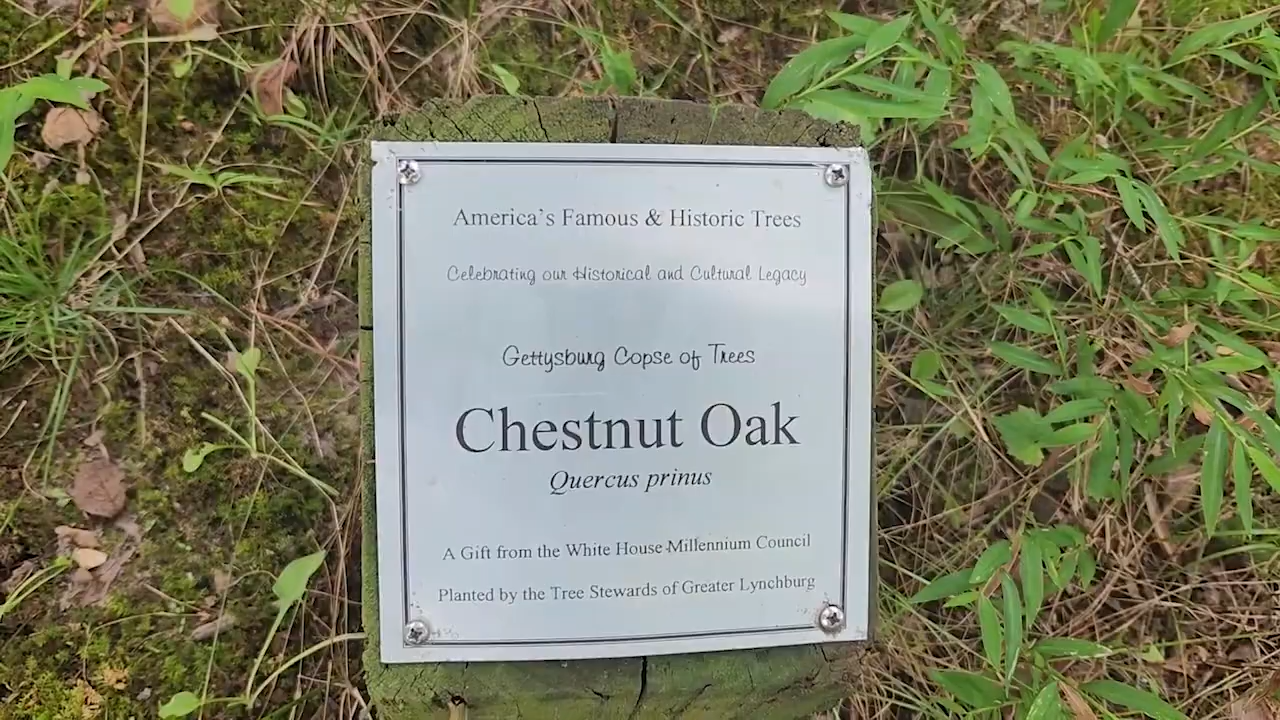 America's Famous & Historic Trees
Celebrating our Historical and Cultural Legacy
Gettysburg Copse of Trees
Chestnut Oak
Quercus prinus
A Gift from the White House Millennium Council
Planted by the Tree Stewards of Greater Lynchburg